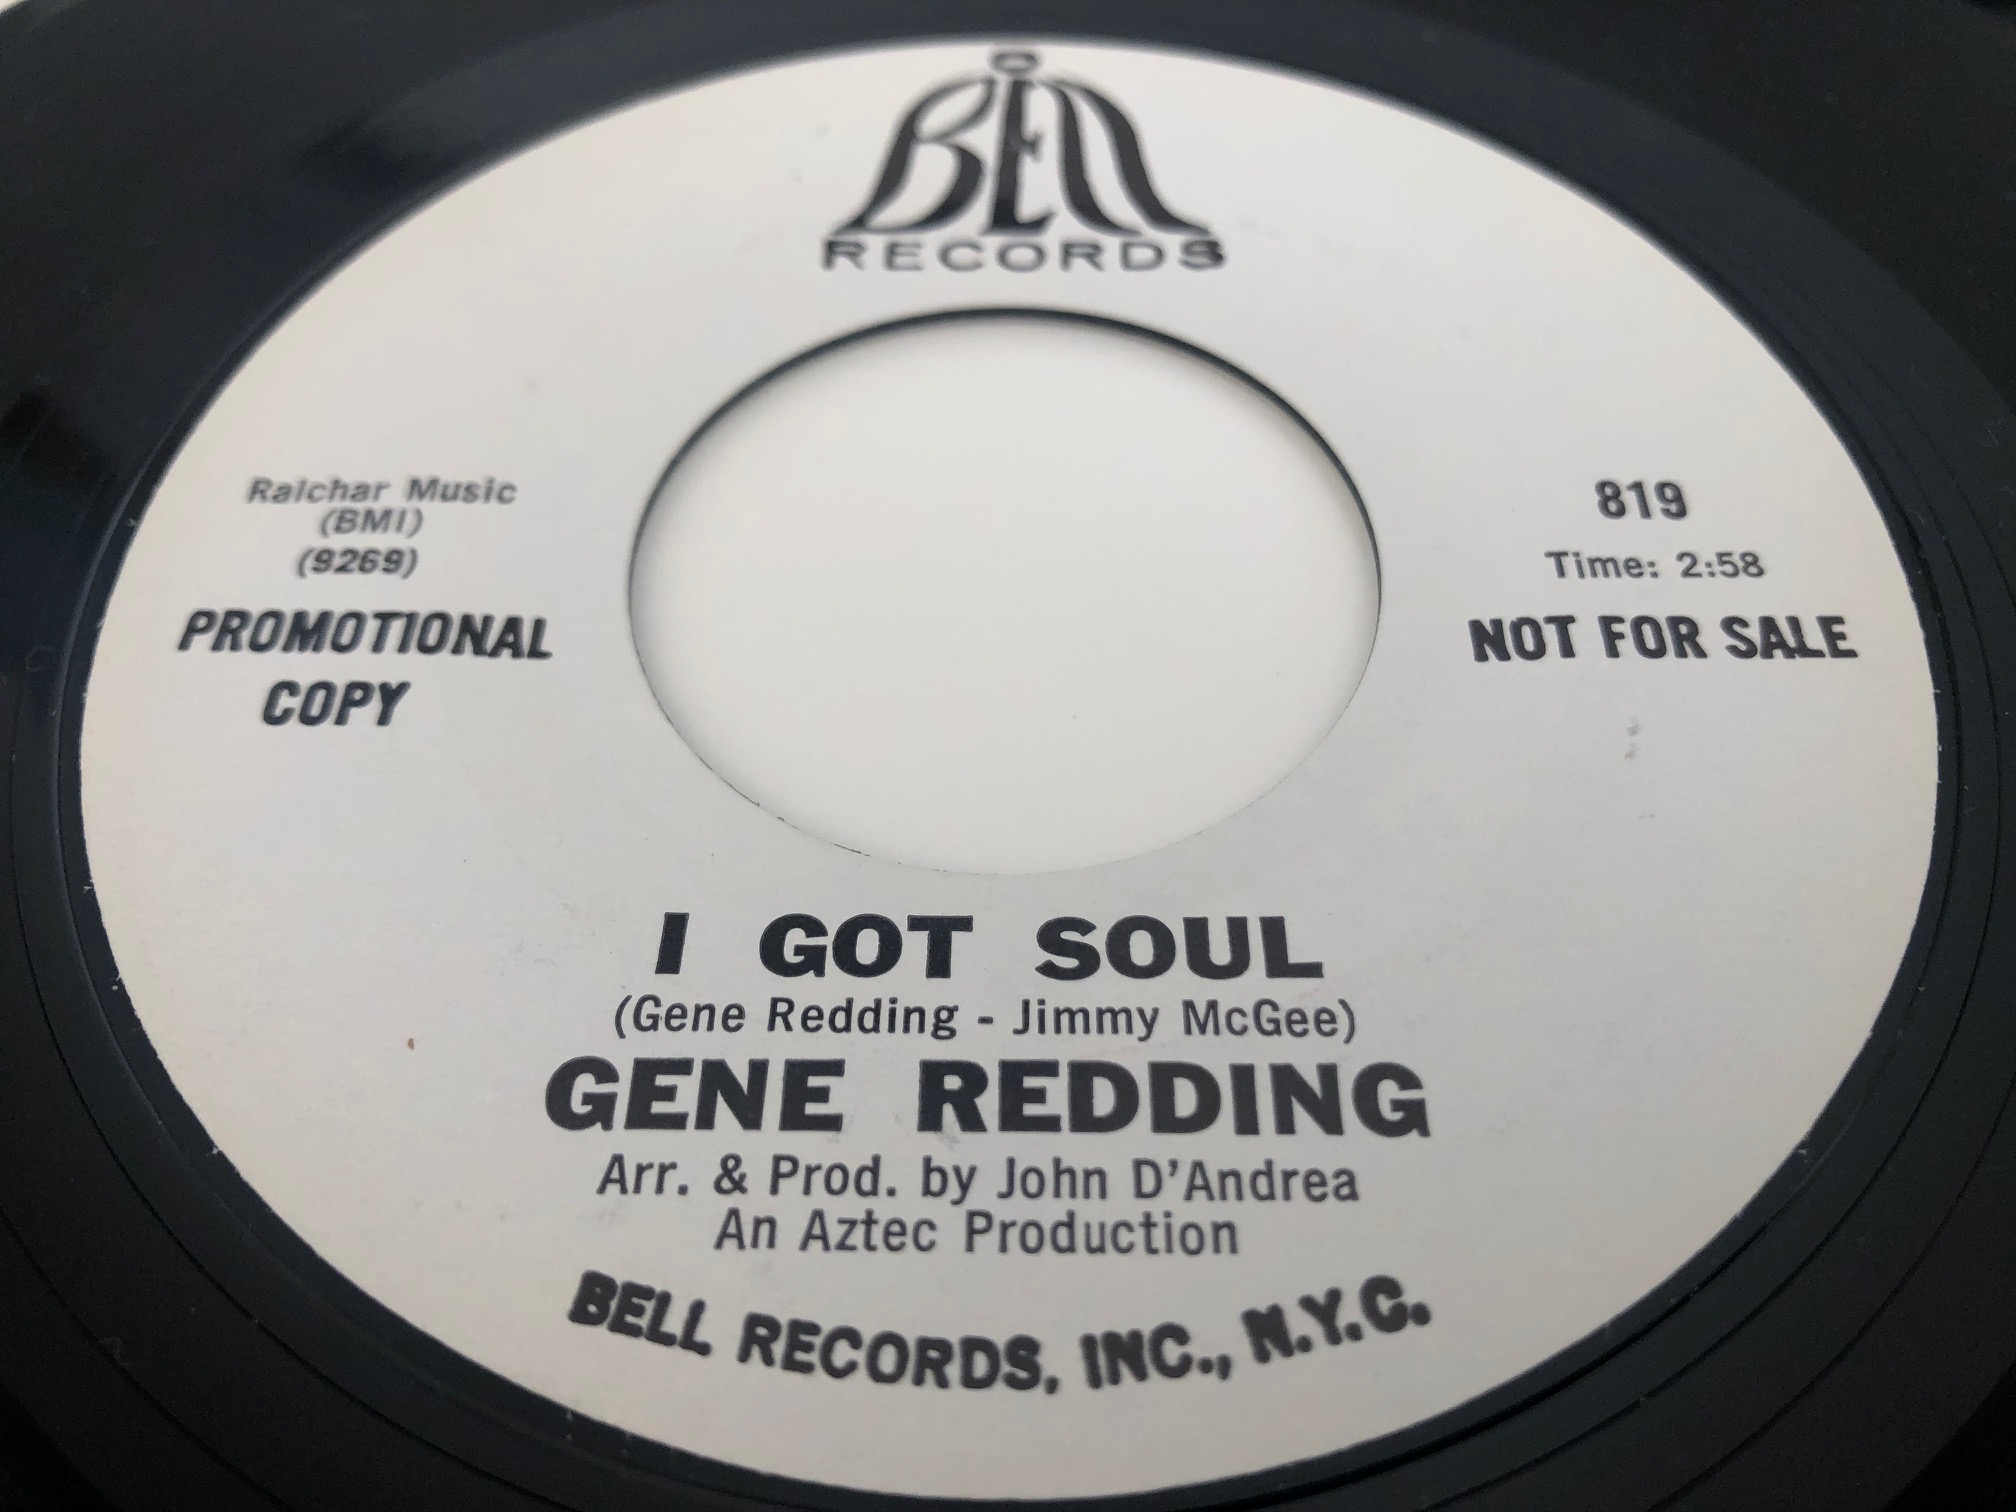 BELL
RECORDS
Ralchar Music
(BMI)
(9269)
PROMOTIONAL
COPY
819
Time: 2:58
NOT FOR SALE
I GOT SOUL
(Gene Redding - Jimmy McGee)
GENE REDDING
Arr. & Prod. by John D'Andrea
An Aztec Production
BELL RECORDS, INC., N.Y.C.